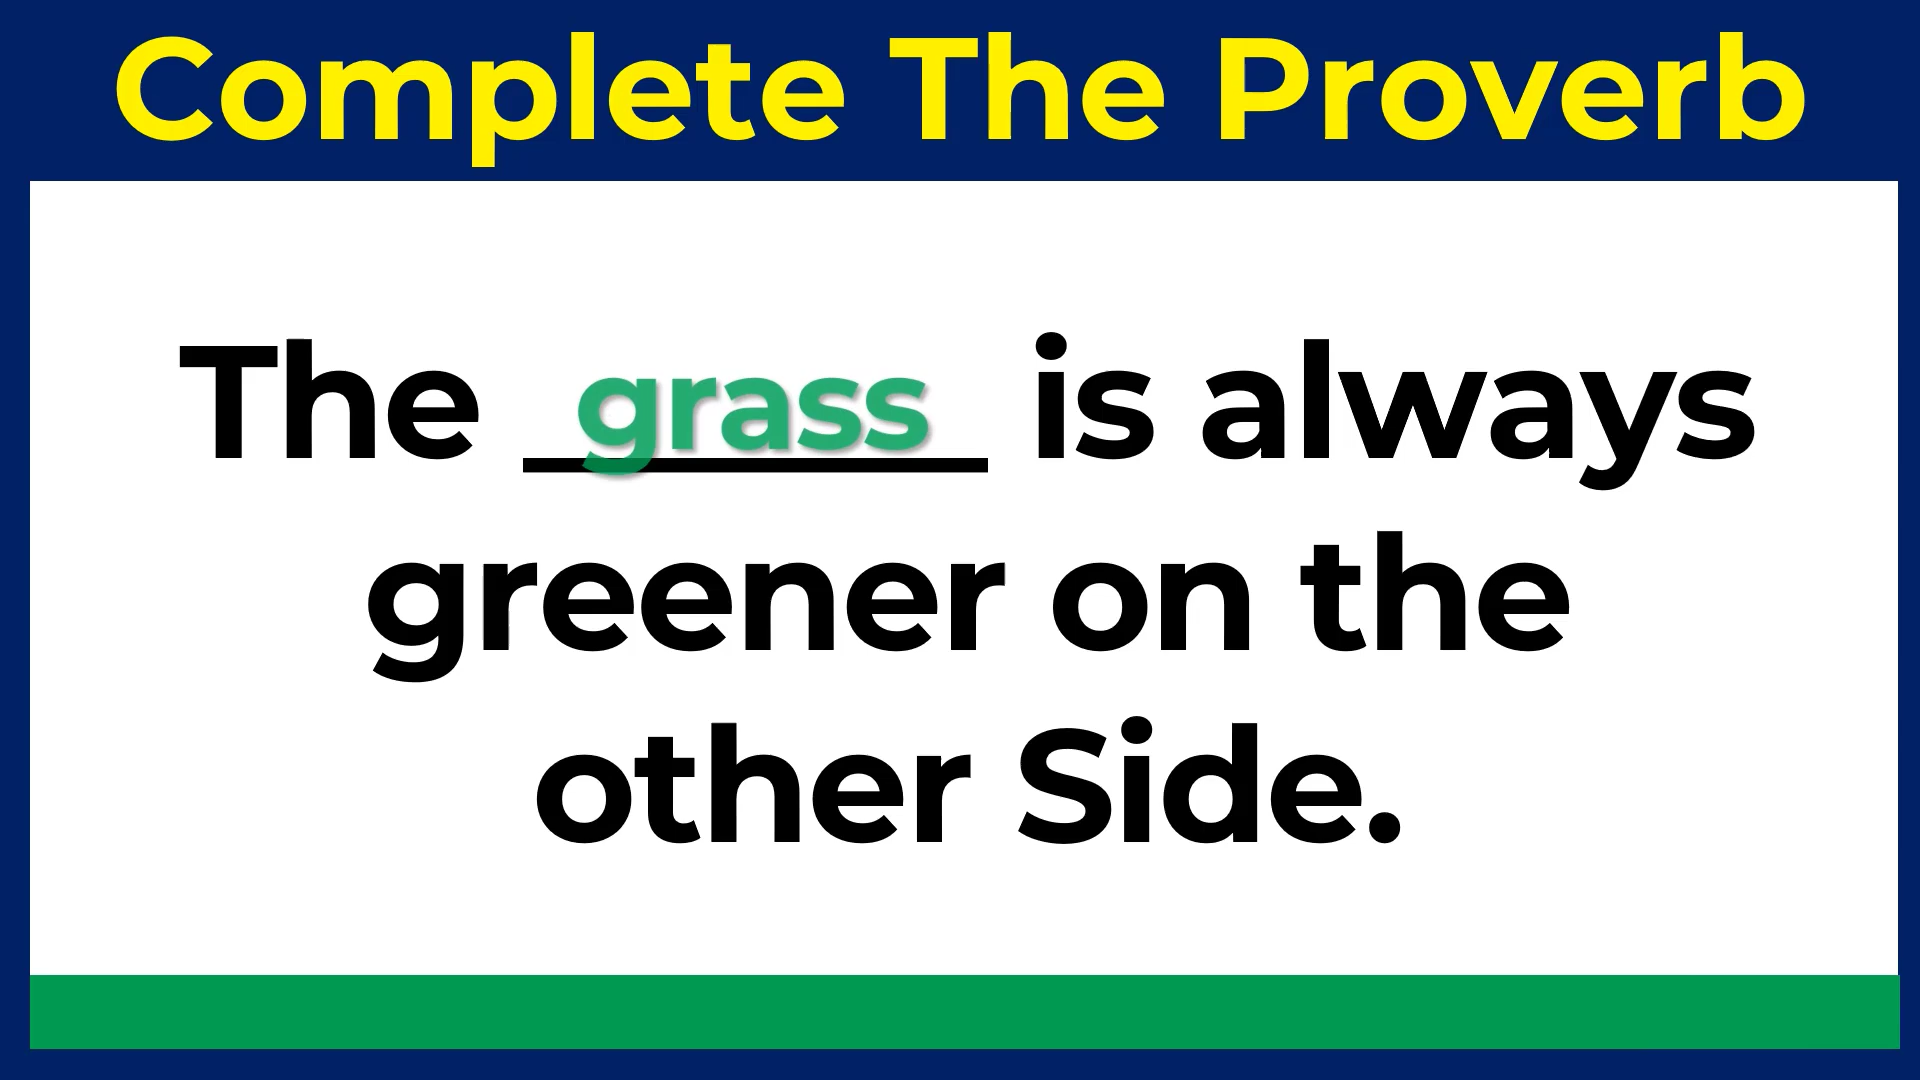 Complete The Proverb
The grass is always
greener on the
other Side.